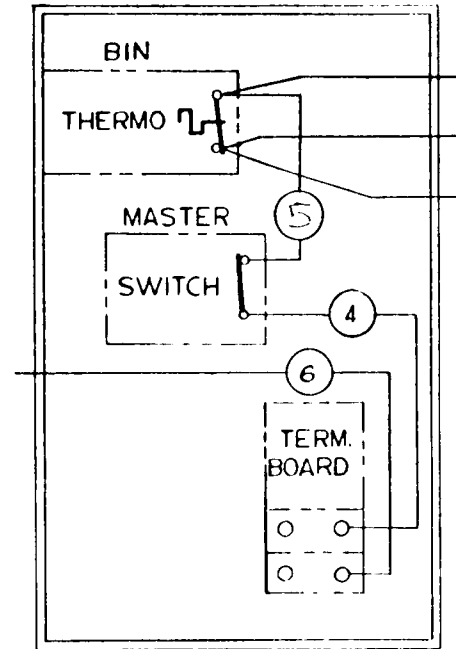 BIN
THERMO
5
MASTER
SWITCH
4
6
TERM.
BOARD